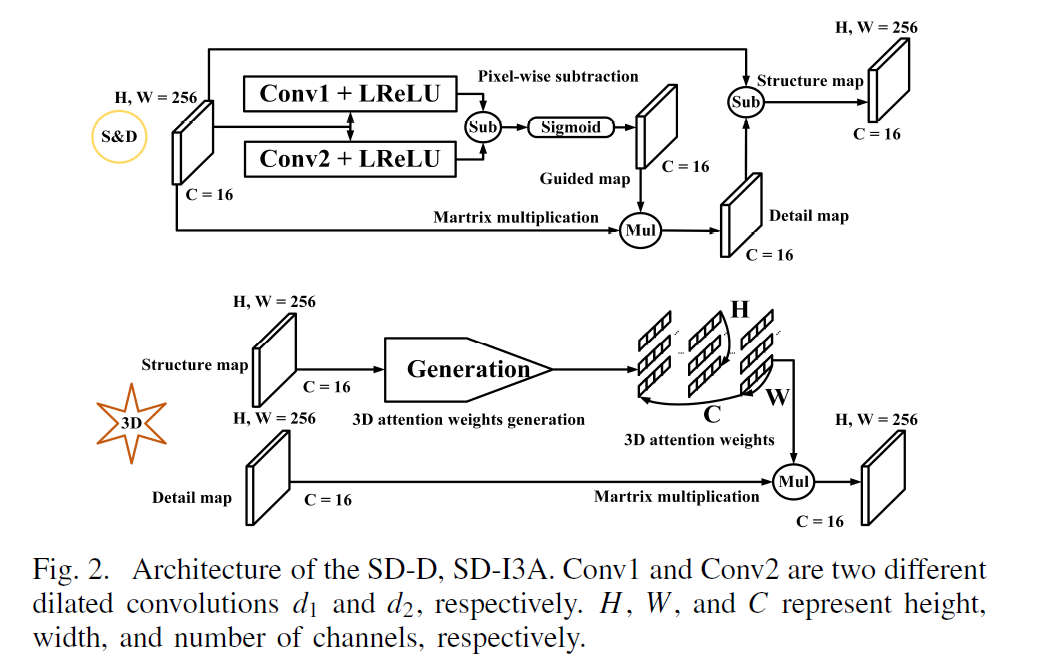 H, W = 256
Pixel-wise subtraction
Structure map
H, W = 256
Conv1 + LReLU
S&D
Sub
Sigmoid
Sub
Conv2 + LReLU
C = 16
C = 16
C = 16
Guided map
Martrix multiplication
Mul
Detail map
C = 16
H, W = 256
H
Structure map
Generation
C = 16
W
C
3D attention weights generation
3D attention weights
H, W = 256
H, W = 256
3D
Detail map
C = 16
Martrix multiplication
Mul
C = 16
Fig. 2. Architecture of the SD-D, SD-I3A. Conv1 and Conv2 are two different
dilated convolutions d1 and d2, respectively. H, W, and C represent height,
width, and number of channels, respectively.